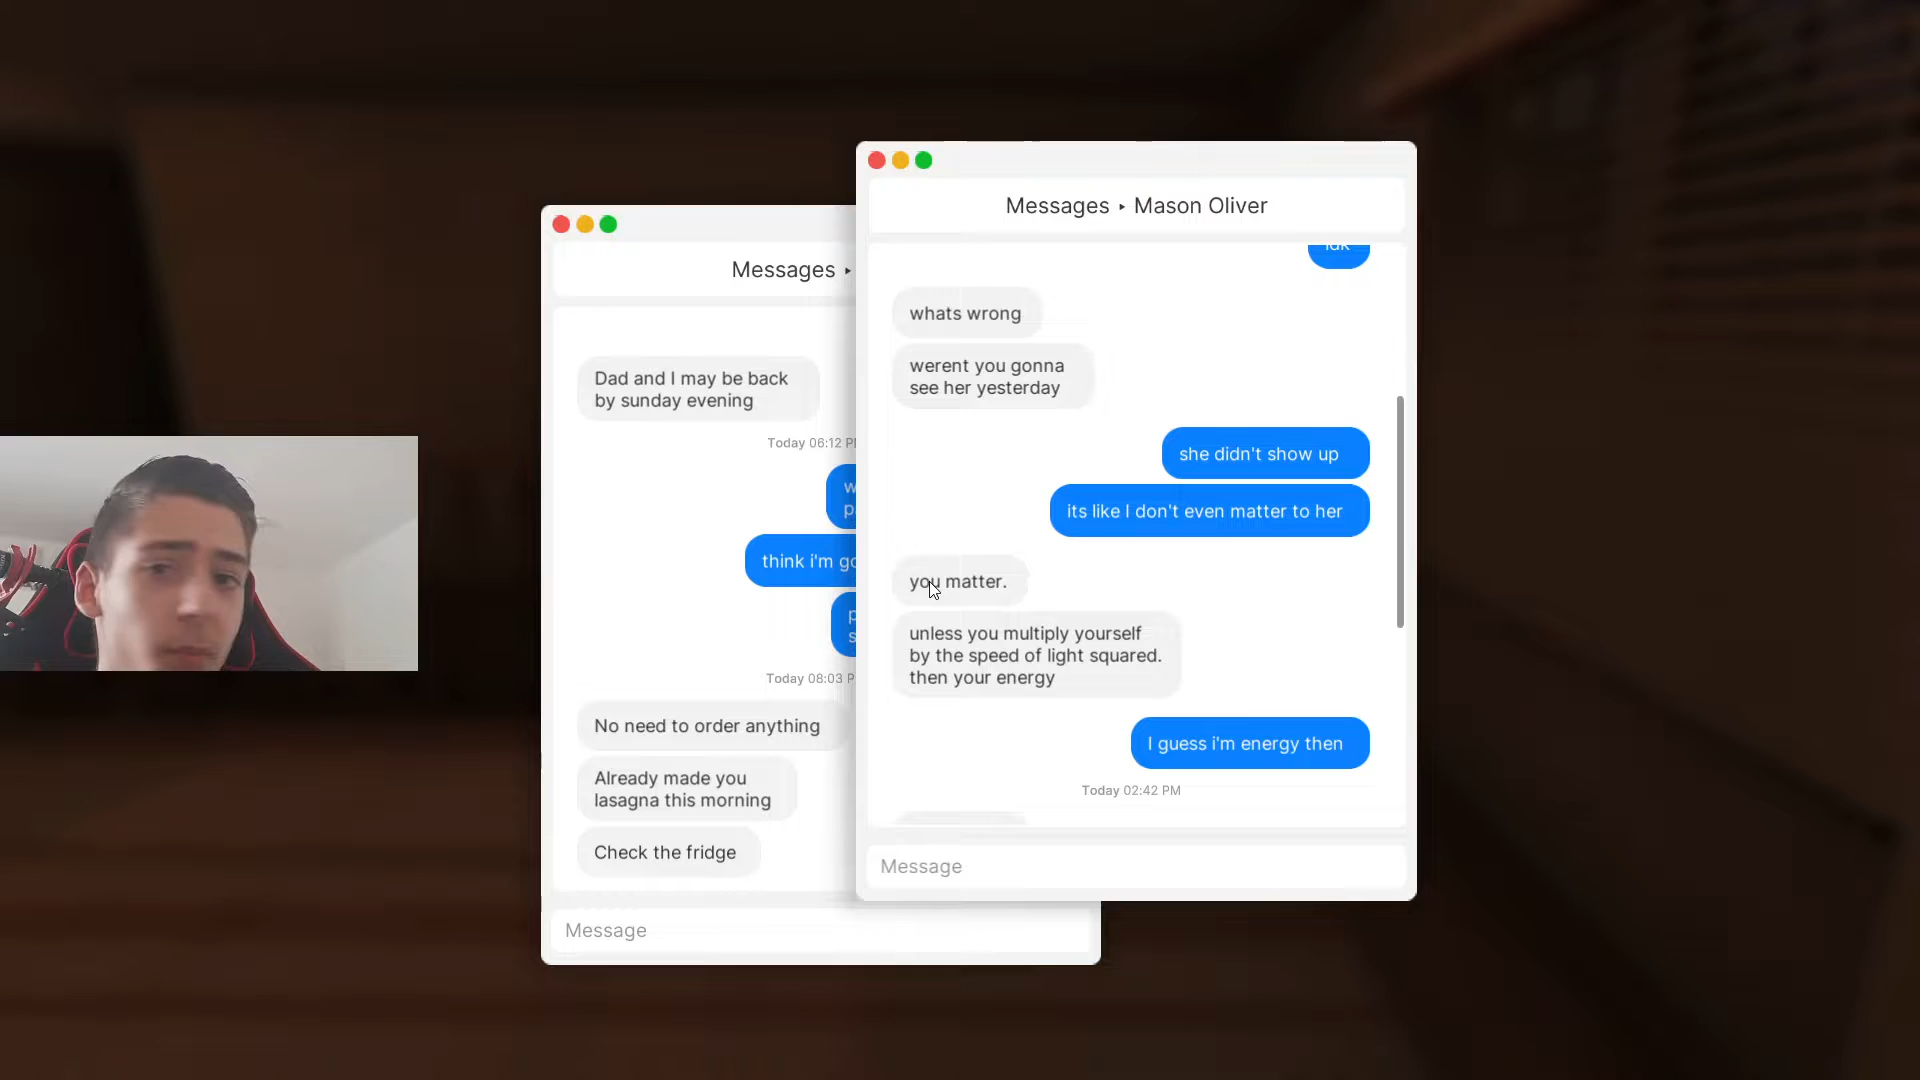 Messages ▸
Dad and I may be back
by sunday evening
Today 06:12
think i'm
Today 08:03
No need to order anything
Already made you
lasagna this morning
Check the fridge
Message
Messages ▸ Mason Oliver
idk
whats wrong
werent you gonna
see her yesterday
she didn't show up
its like I don't even matter to her
you matter.
unless you multiply yourself
by the speed of light squared.
then your energy
I guess i'm energy then
Today 02:42 PM
Message